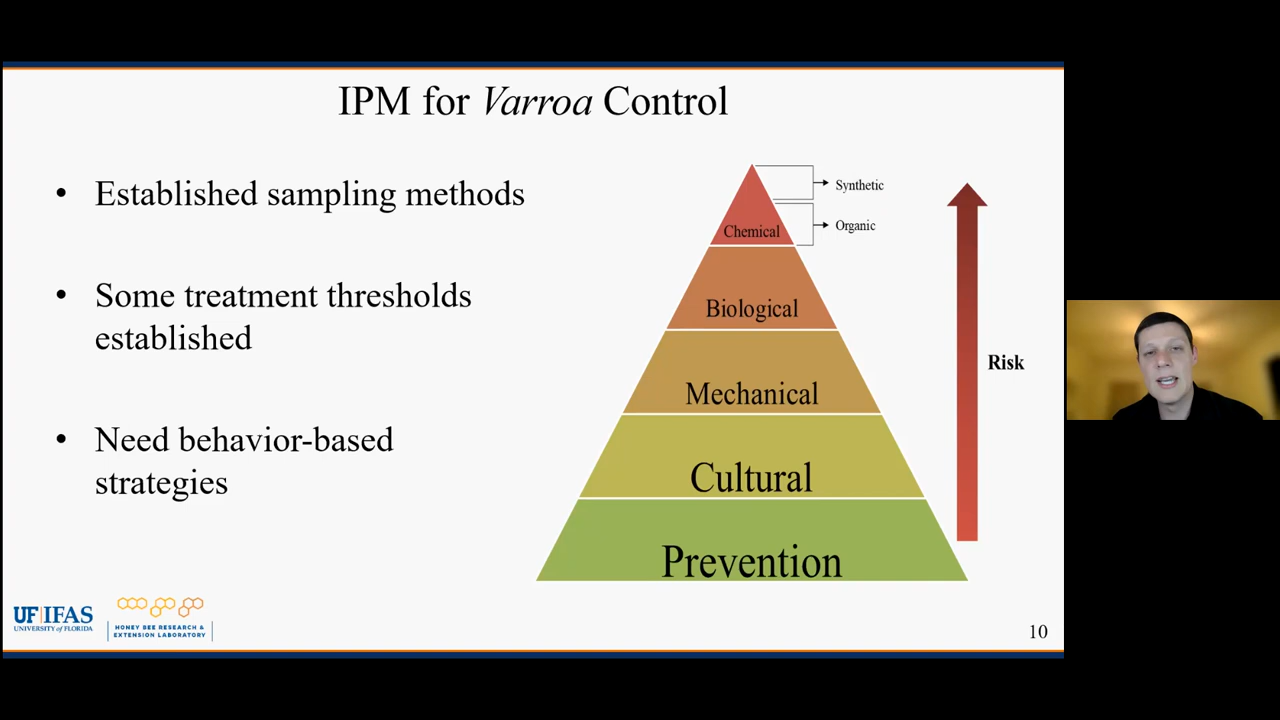 IPM for Varroa Control
• Established sampling methods
• Some treatment thresholds
established
• Need behavior-based
strategies
Synthetic
Organic
Chemical
Biological
Mechanical
Cultural
Prevention
Risk
UF|IFAS
UNIVERSITY of FLORIDA
HONEY BEE RESEARCH &
EXTENSION LABORATORY
10